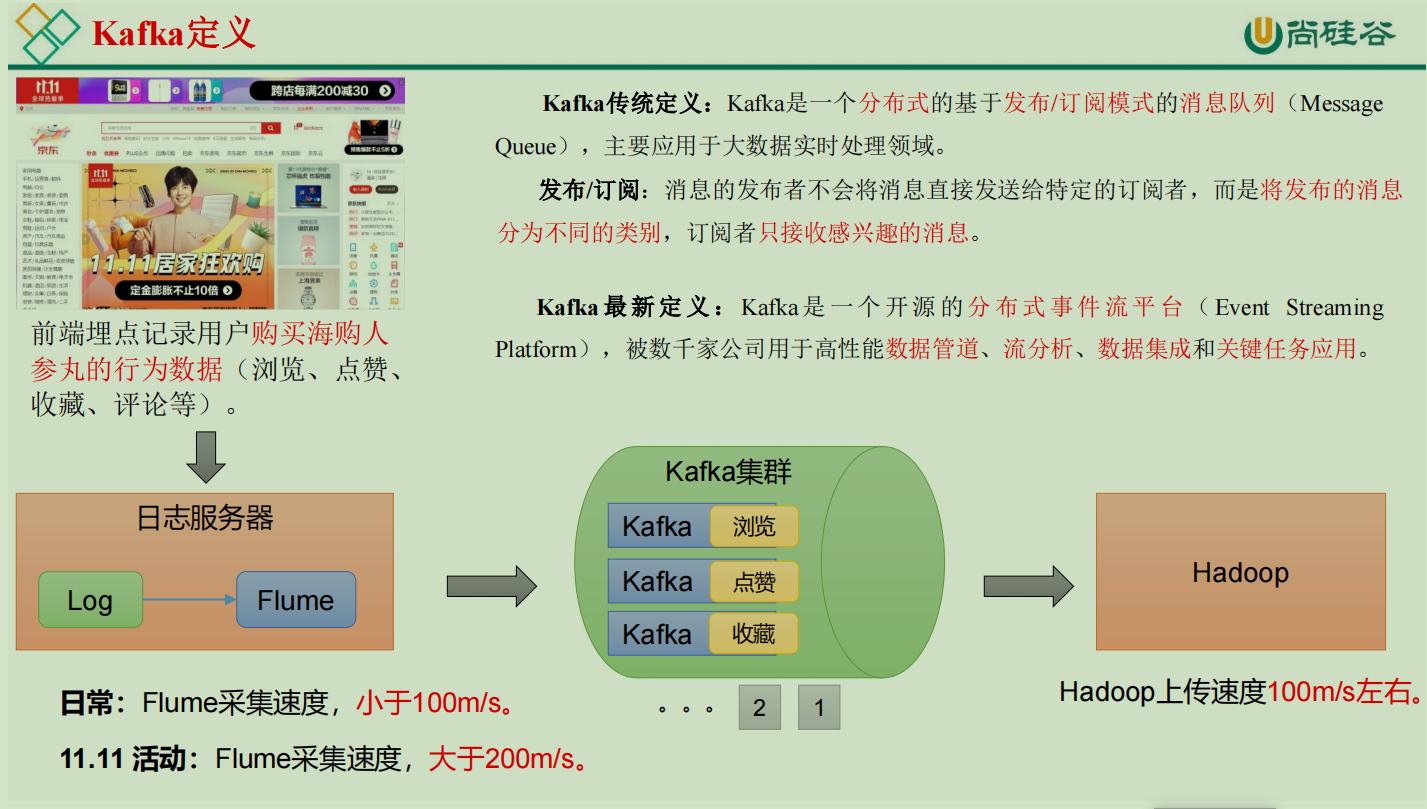 Kafka定义
尚硅谷
11.11
跨店每满200减30
京东
11.11居家狂欢购
定金膨胀不止10倍
前端埋点记录用户购买海购人
参丸的行为数据（浏览、点赞、
收藏、评论等）。
Kafka传统定义：Kafka是一个分布式的基于发布/订阅模式的消息队列（Message
Queue），主要应用于大数据实时处理领域。
发布/订阅：消息的发布者不会将消息直接发送给特定的订阅者，而是将发布的消息
分为不同的类别，订阅者只接收感兴趣的消息。
Kafka最新定义：Kafka是一个开源的分布式事件流平台（Event Streaming
Platform），被数千家公司用于高性能数据管道、流分析、数据集成和关键任务应用。
日志服务器
Log
Flume
Kafka集群
Kafka 浏览
Kafka 点赞
Kafka 收藏
。。。 2 1
Hadoop
日常：Flume采集速度，小于100m/s。
11.11 活动：Flume采集速度，大于200m/s。
Hadoop上传速度100m/s左右。